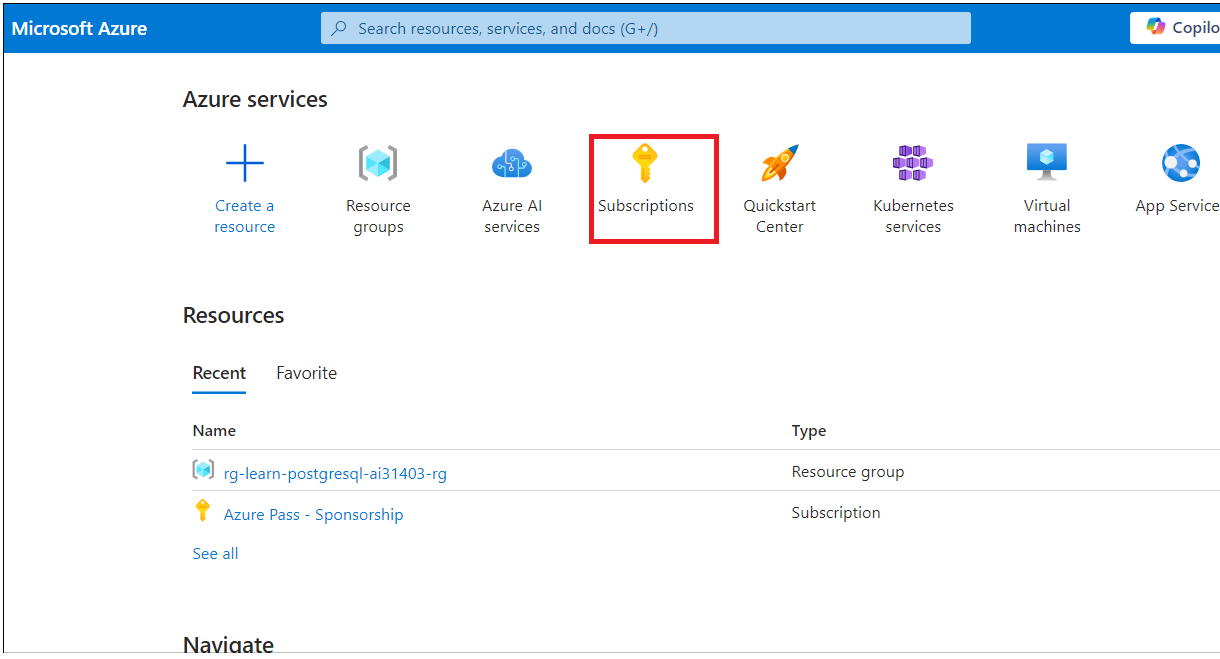 Microsoft Azure
Search resources, services, and docs (G+/)
Copilo
Azure services
Create a
resource
Resource
groups
Azure AI
services
Subscriptions
Quickstart
Center
Kubernetes
services
Virtual
machines
App Service
Resources
Recent
Favorite
Name
Type
rg-learn-postgresql-ai31403-rg
Resource group
Azure Pass - Sponsorship
Subscription
See all
Navigate